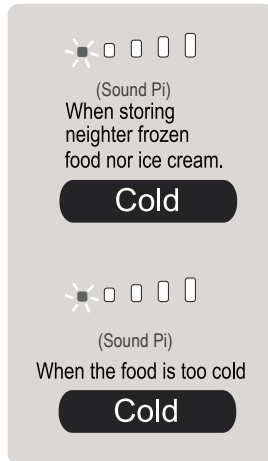 (Sound Pi)
When storing
neighter frozen
food nor ice cream.
Cold
(Sound Pi)
When the food is too cold
Cold